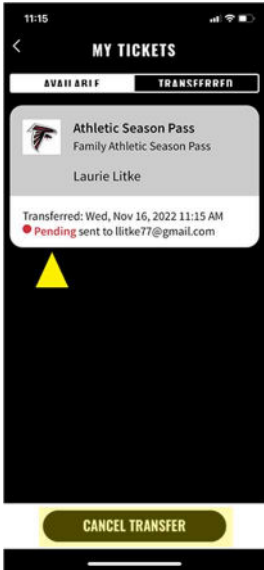 11:15
MY TICKETS
AVAILABLE TRANSFERRED
Athletic Season Pass
Family Athletic Season Pass
Laurie Litke
Transferred: Wed, Nov 16, 2022 11:15 AM
Pending sent to llitke77@gmail.com
CANCEL TRANSFER